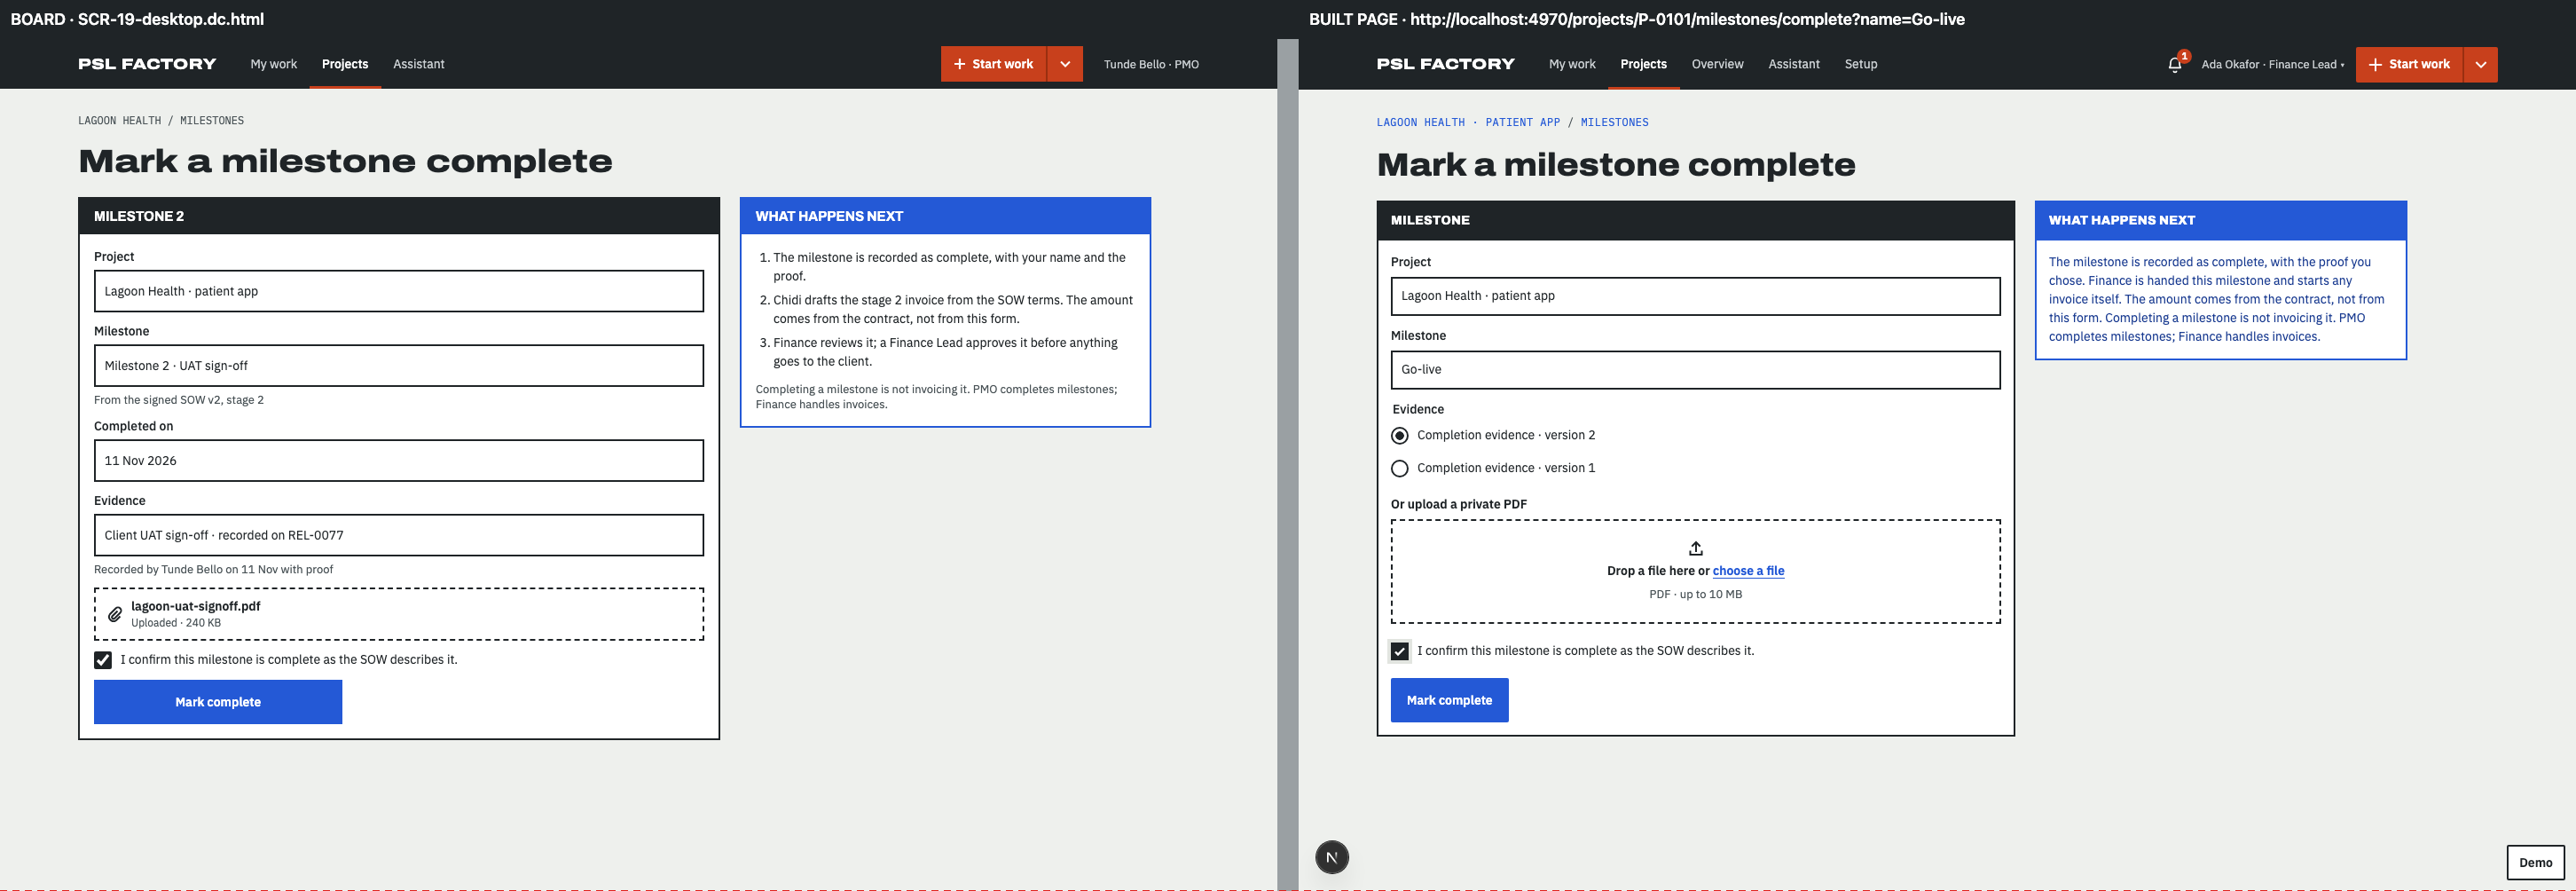 BOARD · SCR-19-desktop.dc.html
PSL FACTORY My work Projects Assistant + Start work Tunde Bello · PMO
LAGOON HEALTH / MILESTONES
Mark a milestone complete
MILESTONE 2
Project
Lagoon Health · patient app
Milestone
Milestone 2 · UAT sign-off
From the signed SOW v2, stage 2
Completed on
11 Nov 2026
Evidence
Client UAT sign-off · recorded on REL-0077
Recorded by Tunde Bello on 11 Nov with proof
lagoon-uat-signoff.pdf
Uploaded · 240 KB
I confirm this milestone is complete as the SOW describes it.
Mark complete
WHAT HAPPENS NEXT
1. The milestone is recorded as complete, with your name and the
proof.
2. Chidi drafts the stage 2 invoice from the SOW terms. The amount
comes from the contract, not from this form.
3. Finance reviews it; a Finance Lead approves it before anything
goes to the client.
Completing a milestone is not invoicing it. PMO completes milestones;
Finance handles invoices.
BUILT PAGE · http://localhost:4970/projects/P-0101/milestones/complete?name=Go-live
PSL FACTORY My work Projects Overview Assistant Setup 1 Ada Okafor · Finance Lead + Start work
LAGOON HEALTH · PATIENT APP / MILESTONES
Mark a milestone complete
MILESTONE
Project
Lagoon Health · patient app
Milestone
Go-live
Evidence
Completion evidence · version 2
Completion evidence · version 1
Or upload a private PDF
Drop a file here or choose a file
PDF · up to 10 MB
I confirm this milestone is complete as the SOW describes it.
Mark complete
WHAT HAPPENS NEXT
The milestone is recorded as complete, with the proof you
chose. Finance is handed this milestone and starts any
invoice itself. The amount comes from the contract, not from
this form. Completing a milestone is not invoicing it. PMO
completes milestones; Finance handles invoices.
N
Demo